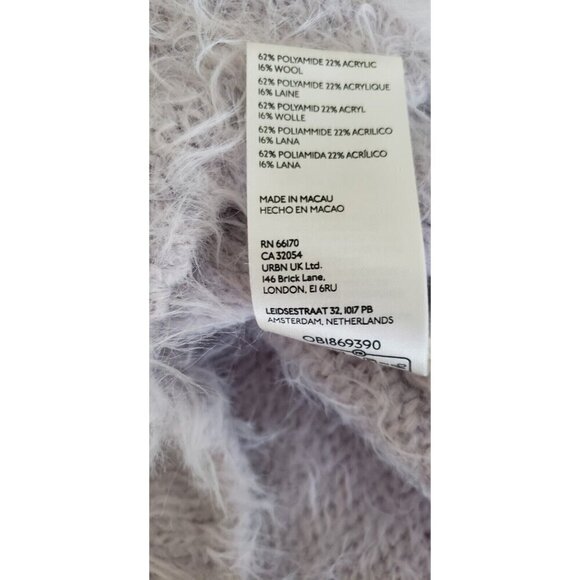 62% POLYAMIDE 22% ACRYLIC
16% WOOL
62% POLYAMIDE 22% ACRYLIQUE
16% LAINE
62% POLYAMID 22% ACRYL
16% WOLLE
62% POLIAMMIDE 22% ACRILICO
16% LANA
62% POLIAMIDA 22% ACRÍLICO
16% LANA
MADE IN MACAU
HECHO EN MACAO
RN 66170
CA 32054
URBN UK Ltd.
146 Brick Lane,
LONDON, E1 6RU
LEIDSESTRAAT 32, 1017 PB
AMSTERDAM, NETHERLANDS
OB1869390